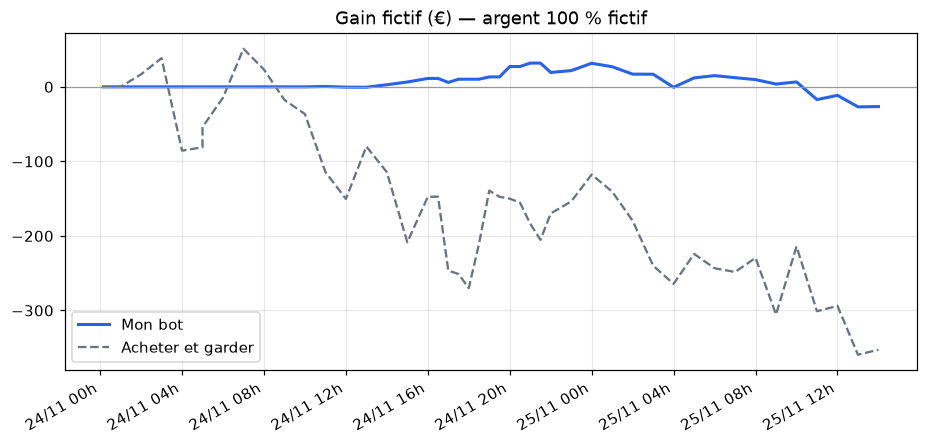 Gain fictif (€) — argent 100 % fictif
0
−100
−200
−300
Mon bot
Acheter et garder
24/11 00h
24/11 04h
24/11 08h
24/11 12h
24/11 16h
24/11 20h
25/11 00h
25/11 04h
25/11 08h
25/11 12h